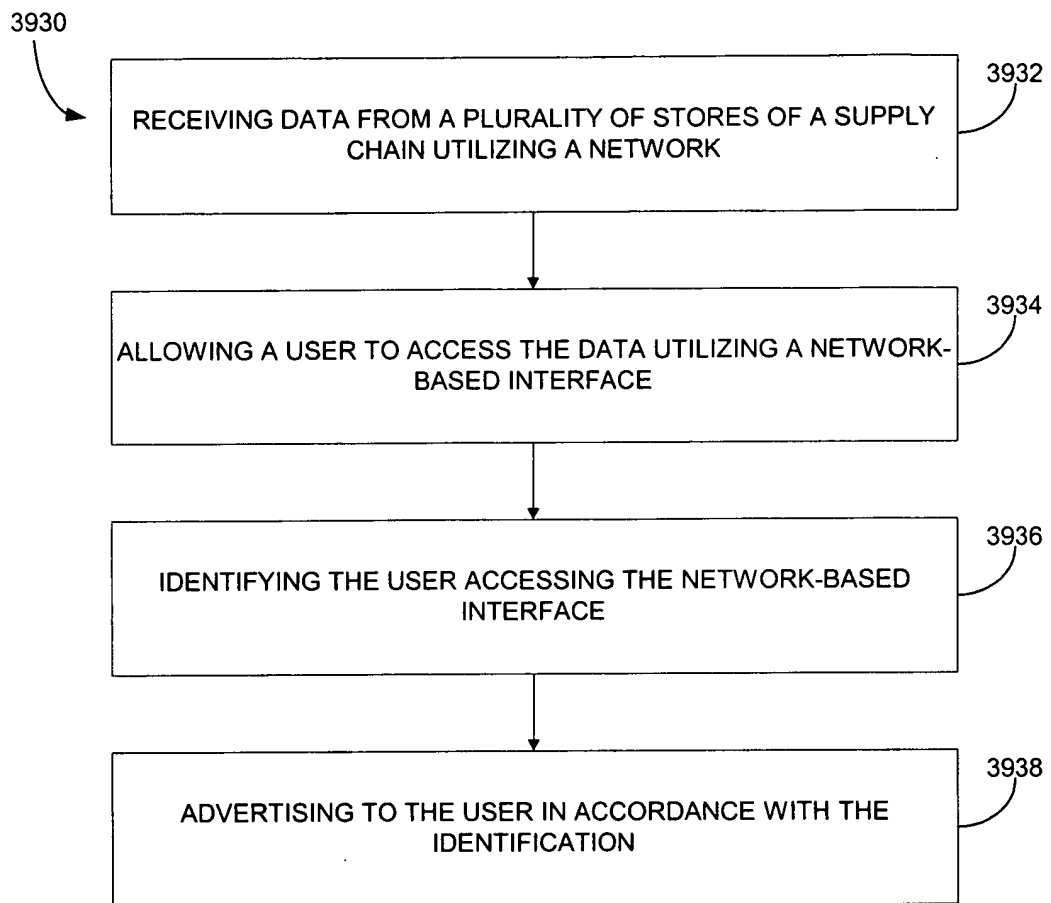 3930
3932
RECEIVING DATA FROM A PLURALITY OF STORES OF A SUPPLY
CHAIN UTILIZING A NETWORK
3934
ALLOWING A USER TO ACCESS THE DATA UTILIZING A NETWORK-
BASED INTERFACE
3936
IDENTIFYING THE USER ACCESSING THE NETWORK-BASED
INTERFACE
3938
ADVERTISING TO THE USER IN ACCORDANCE WITH THE
IDENTIFICATION